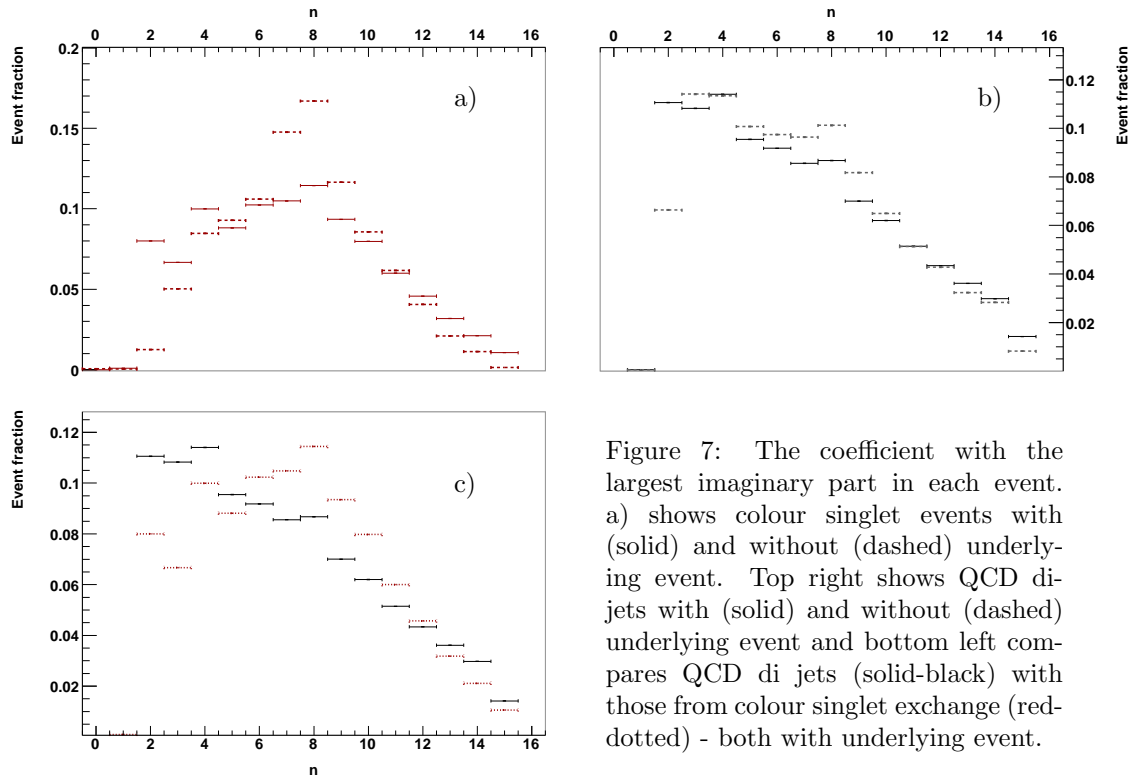 n
0 2 4 6 8 10 12 14 16
Event fraction
0.2
0.15
0.1
0.05
0
a)
n
0 2 4 6 8 10 12 14 16
Event fraction
0.12
0.1
0.08
0.06
0.04
0.02
b)
Event fraction
0.12
0.1
0.08
0.06
0.04
0.02
c)
0 2 4 6 8 10 12 14 16
n
Figure 7: The coefficient with the
largest imaginary part in each event.
a) shows colour singlet events with
(solid) and without (dashed) underly-
ing event. Top right shows QCD di-
jets with (solid) and without (dashed)
underlying event and bottom left com-
pares QCD di jets (solid-black) with
those from colour singlet exchange (red-
dotted) - both with underlying event.